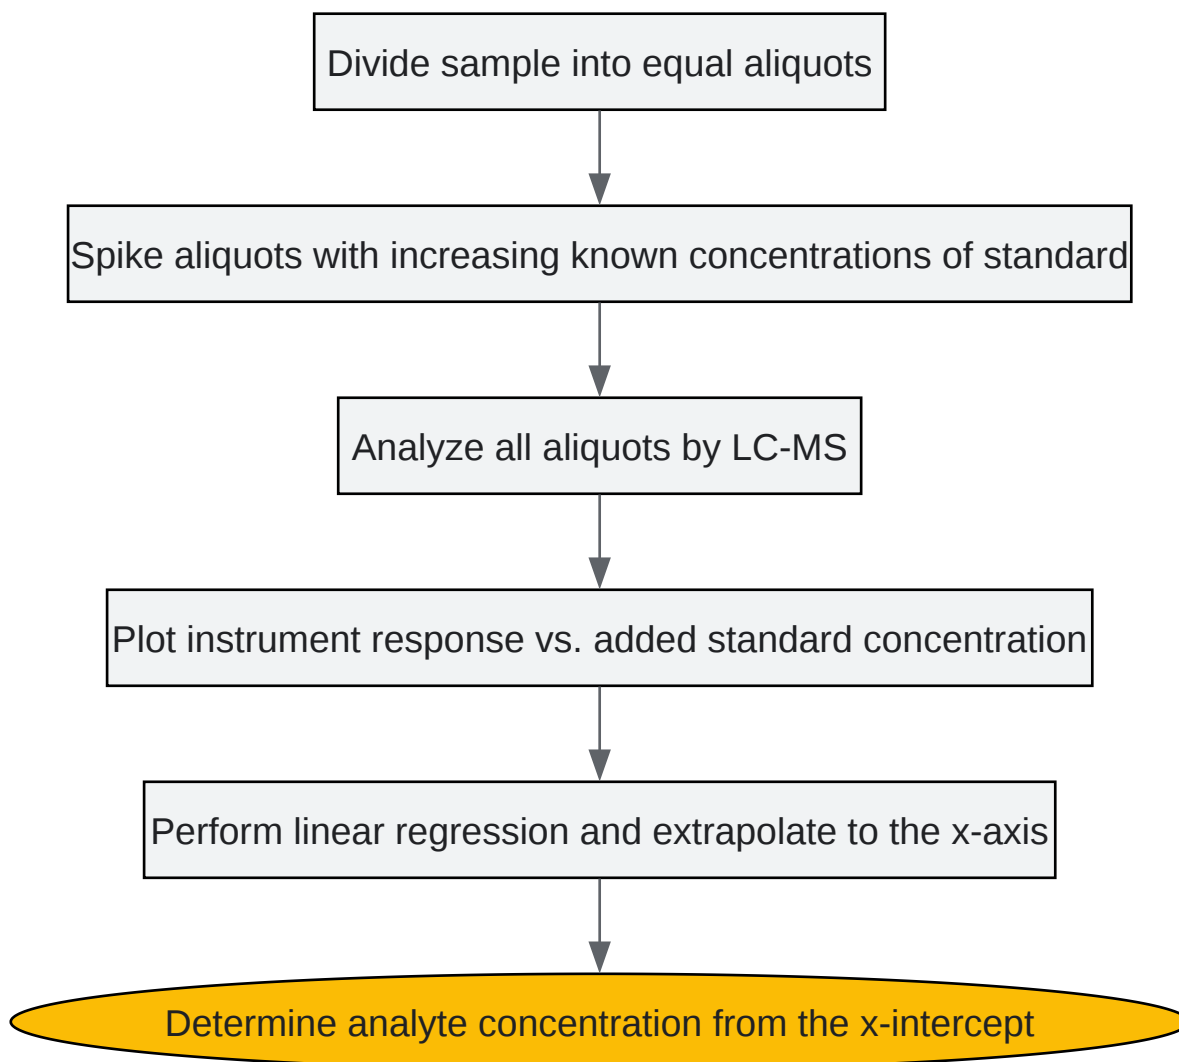 Divide sample into equal aliquots
Spike aliquots with increasing known concentrations of standard
Analyze all aliquots by LC-MS
Plot instrument response vs. added standard concentration
Perform linear regression and extrapolate to the x-axis
Determine analyte concentration from the x-intercept